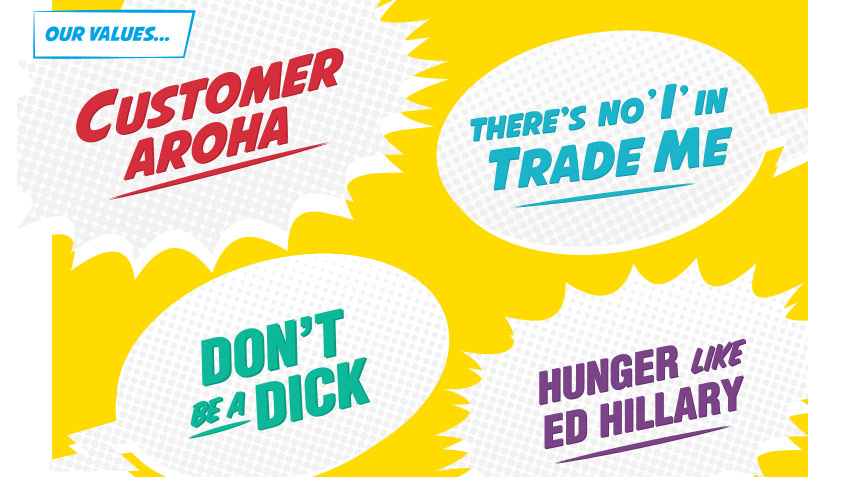 OUR VALUES...
CUSTOMER
AROHA
THERE'S NO 'I' IN
TRADE ME
DON'T
BE A DICK
HUNGER LIKE
ED HILLARY